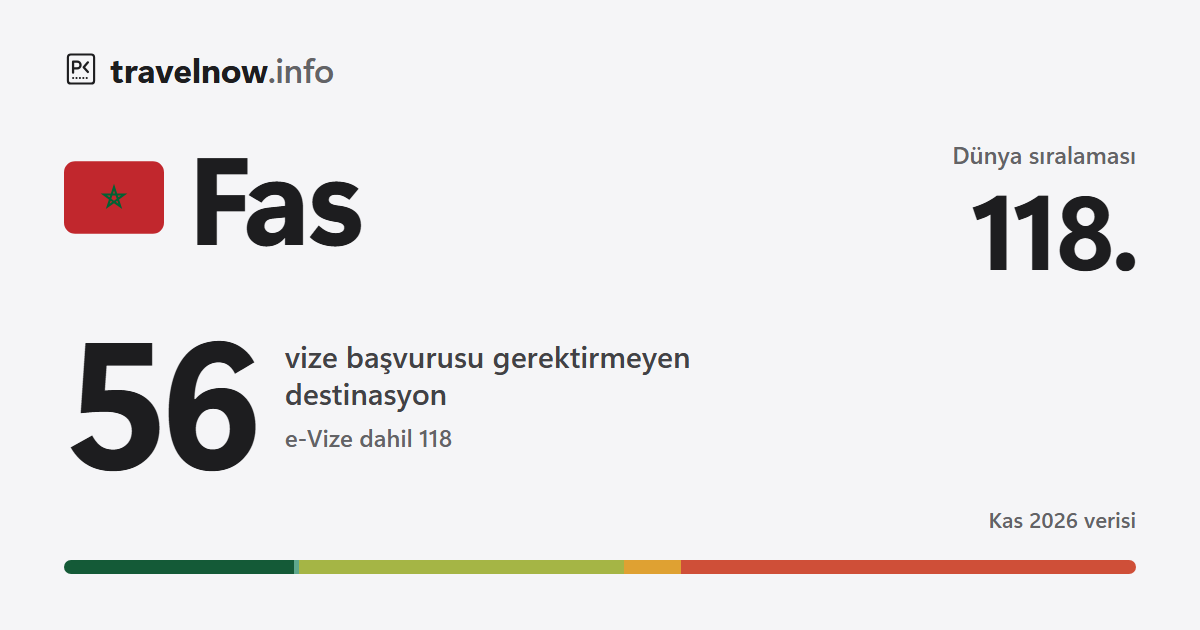 travelnow.info
Fas
Dünya sıralaması
118.
56
vize başvurusu gerektirmeyen
destinasyon
e-Vize dahil 118
Kas 2026 verisi